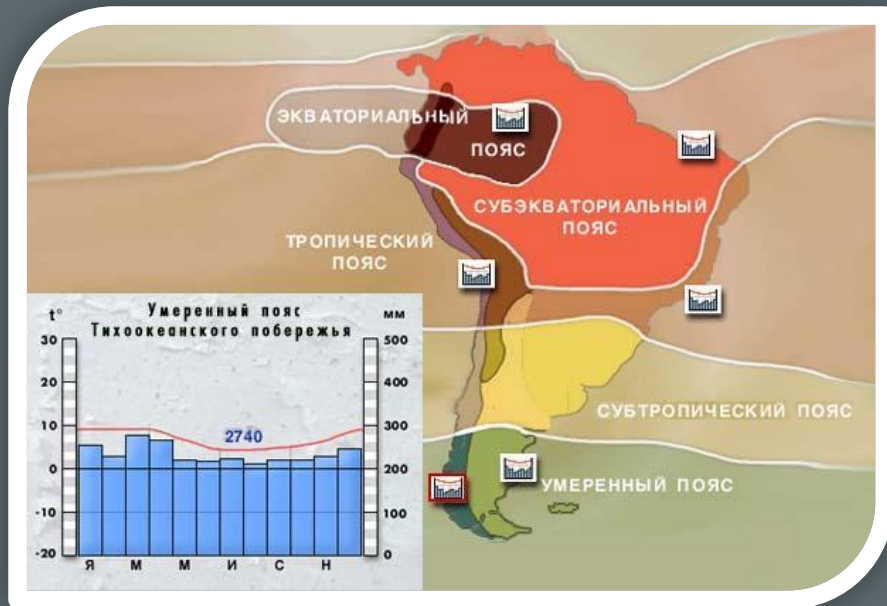 ЭКВАТОРИАЛЬНЫЙ
ПОЯС
СУБЭКВАТОРИАЛЬНЫЙ
ПОЯС
ТРОПИЧЕСКИЙ
ПОЯС
СУБТРОПИЧЕСКИЙ ПОЯС
УМЕРЕННЫЙ ПОЯС
Умеренный пояс
Тихоокеанского побережья
t°
мм
30
500
20
400
10
300
2740
0
200
-10
100
-20
0
Я М М И С Н